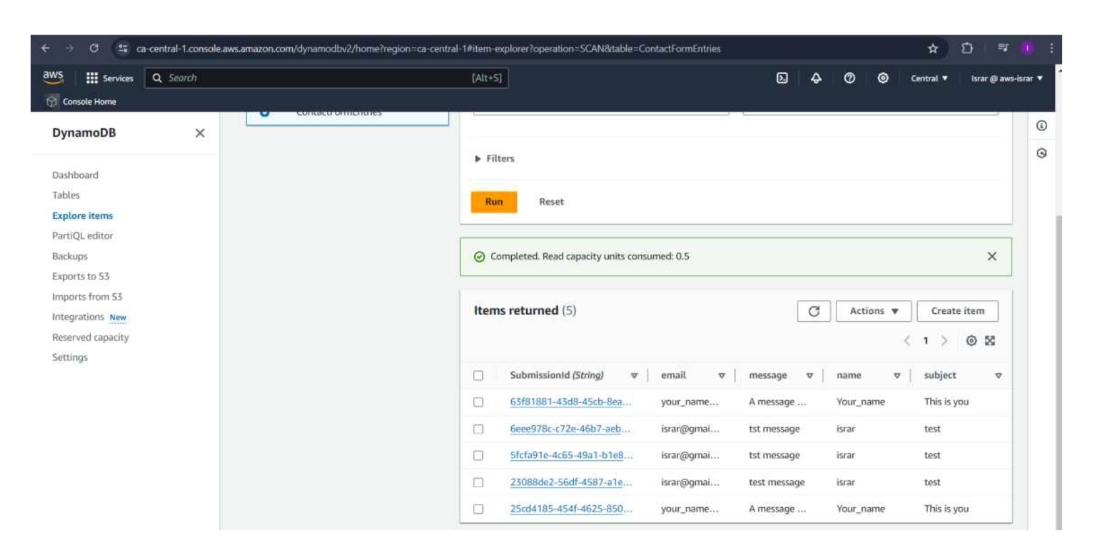 ca-central-1.console.aws.amazon.com/dynamodbv2/home?region=ca-central-1#item-explorer?operation=SCAN&table=ContactFormEntries
aws Services Search [Alt+S] Central ▼ Israr @ aws-israr ▼
Console Home
DynamoDB
ContactFormEntries
Dashboard
Tables
Explore items
PartiQL editor
Backups
Exports to S3
Imports from S3
Integrations New
Reserved capacity
Settings
▶ Filters
Run Reset
Completed. Read capacity units consumed: 0.5
Items returned (5) Actions ▼ Create item
< 1 >
SubmissionId (String) email message name subject
63f81881-43d8-45cb-8ea... your_name... A message ... Your_name This is you
6eee978c-c72e-46b7-aeb... israr@gmai... tst message israr test
5fcfa91e-4c65-49a1-b1e8... israr@gmai... tst message israr test
23088de2-56df-4587-a1e... israr@gmai... test message israr test
25cd4185-454f-4625-850... your_name... A message ... Your_name This is you